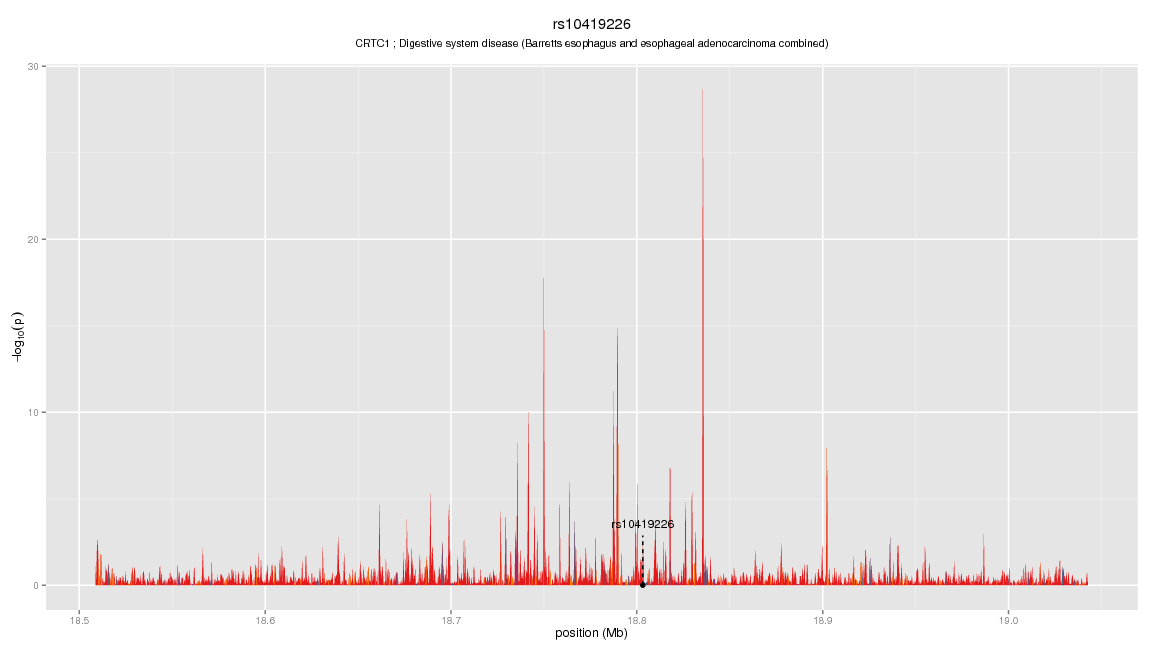 rs10419226
CRTC1 ; Digestive system disease (Barretts esophagus and esophageal adenocarcinoma combined)
30
20
10
0
−log10(p)
rs10419226
18.5 18.6 18.7 18.8 18.9 19.0
position (Mb)